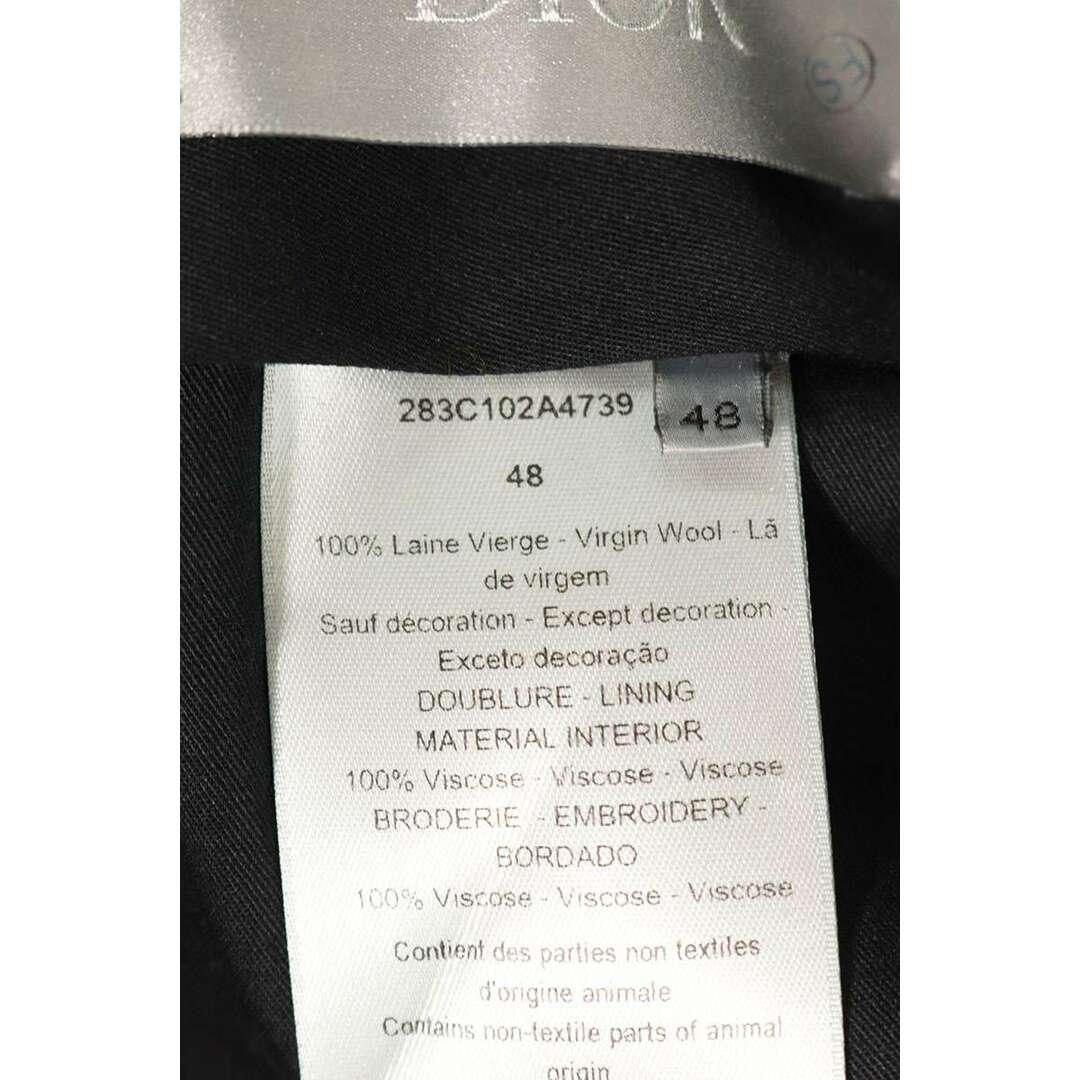 DIOR
283C102A4739
48
48
100% Laine Vierge - Virgin Wool - Lã
de virgem
Sauf décoration - Except decoration -
Exceto decoração
DOUBLURE - LINING
MATERIAL INTERIOR
100% Viscose - Viscose - Viscose
BRODERIE - EMBROIDERY -
BORDADO
100% Viscose - Viscose - Viscose
Contient des parties non textiles
d'origine animale
Contains non-textile parts of animal
origin